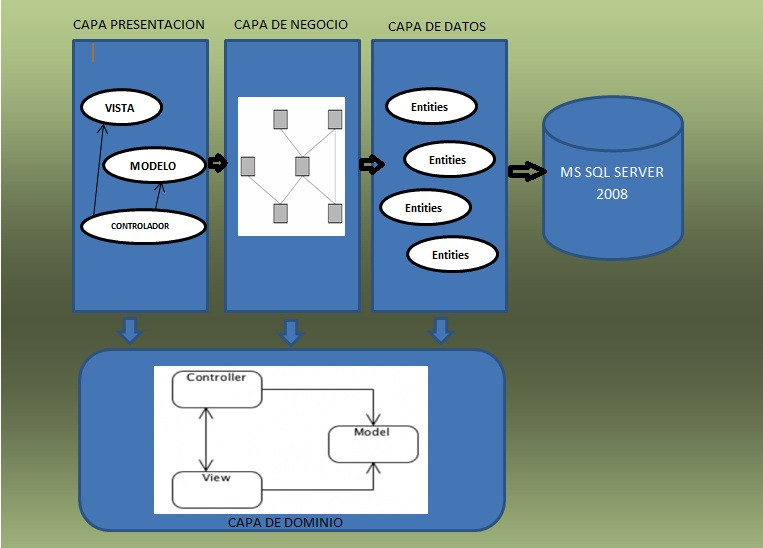 CAPA PRESENTACION
CAPA DE NEGOCIO
CAPA DE DATOS
VISTA
MODELO
CONTROLADOR
Entities
Entities
Entities
Entities
MS SQL SERVER
2008
Controller
Model
View
CAPA DE DOMINIO